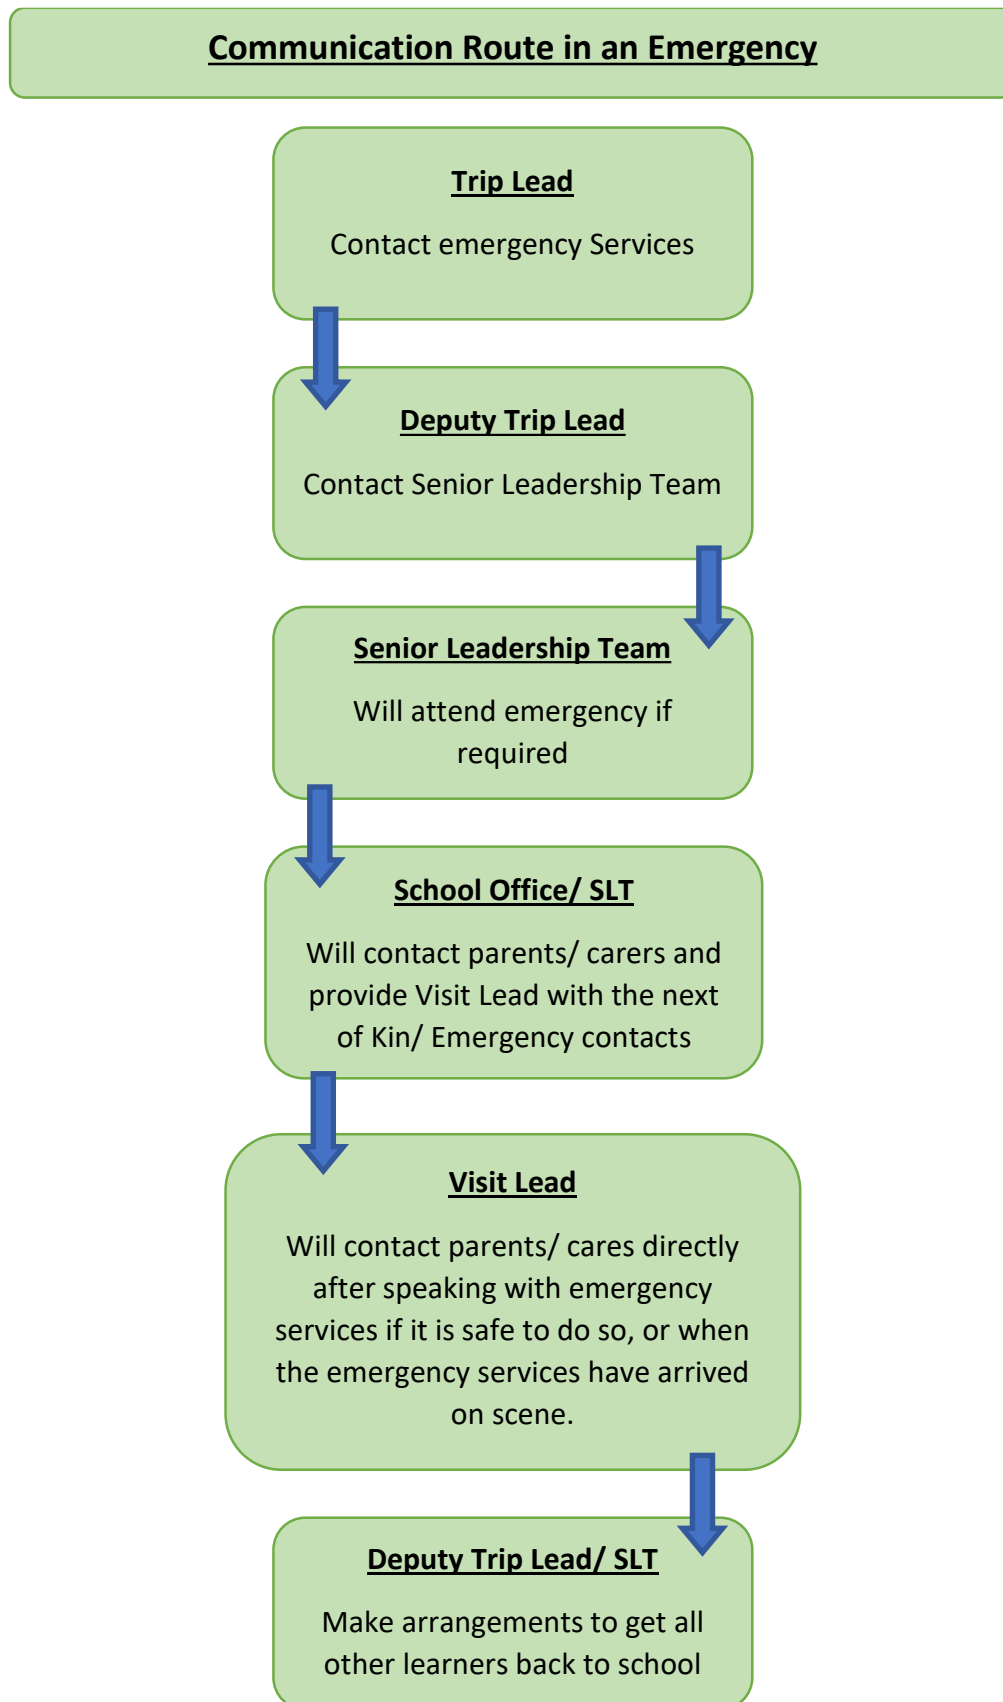 Communication Route in an Emergency
Trip Lead
Contact emergency Services
Deputy Trip Lead
Contact Senior Leadership Team
Senior Leadership Team
Will attend emergency if
required
School Office/ SLT
Will contact parents/ carers and
provide Visit Lead with the next
of Kin/ Emergency contacts
Visit Lead
Will contact parents/ cares directly
after speaking with emergency
services if it is safe to do so, or when
the emergency services have arrived
on scene.
Deputy Trip Lead/ SLT
Make arrangements to get all
other learners back to school